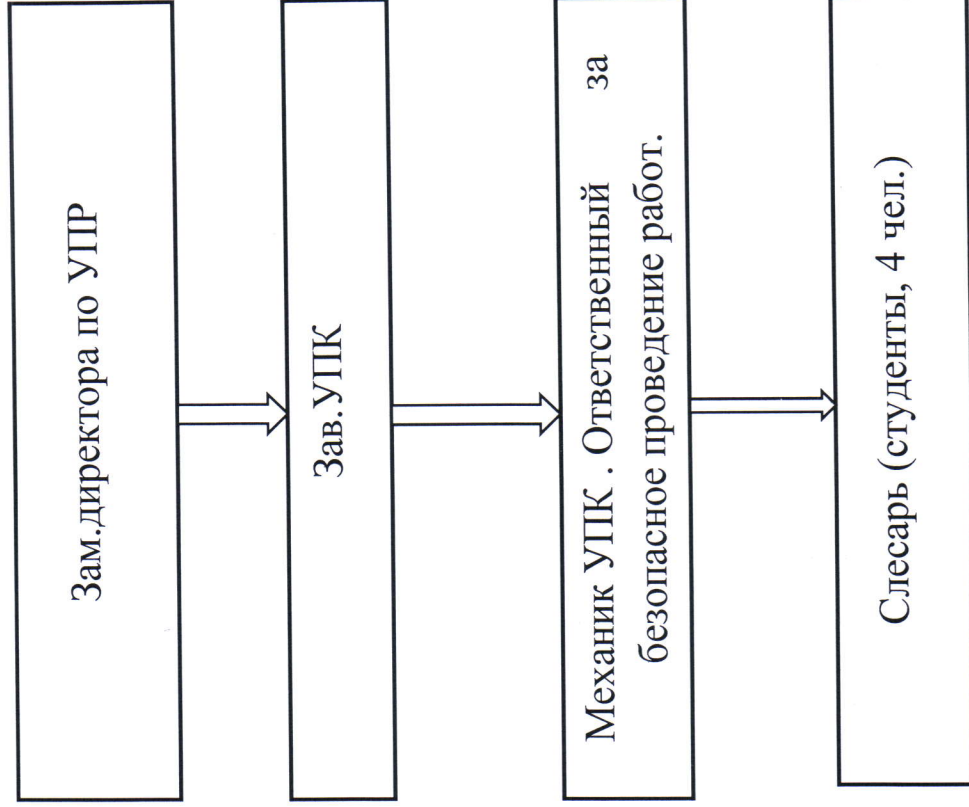 Зам.директора по УПР
Зав.УПК
Механик УПК . Ответственный за
безопасное проведение работ.
Слесарь (студенты, 4 чел.)